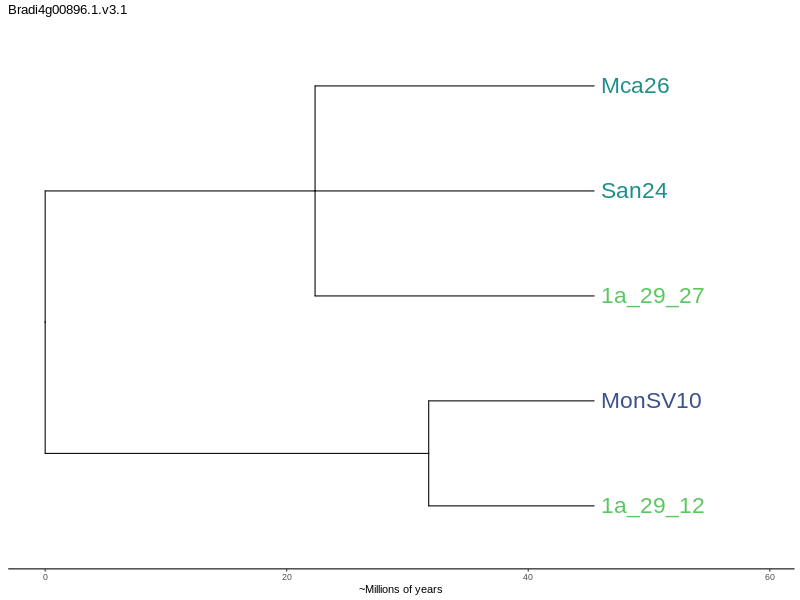 Bradi4g00896.1.v3.1
Mca26
San24
1a_29_27
MonSV10
1a_29_12
0 20 40 60
~Millions of years